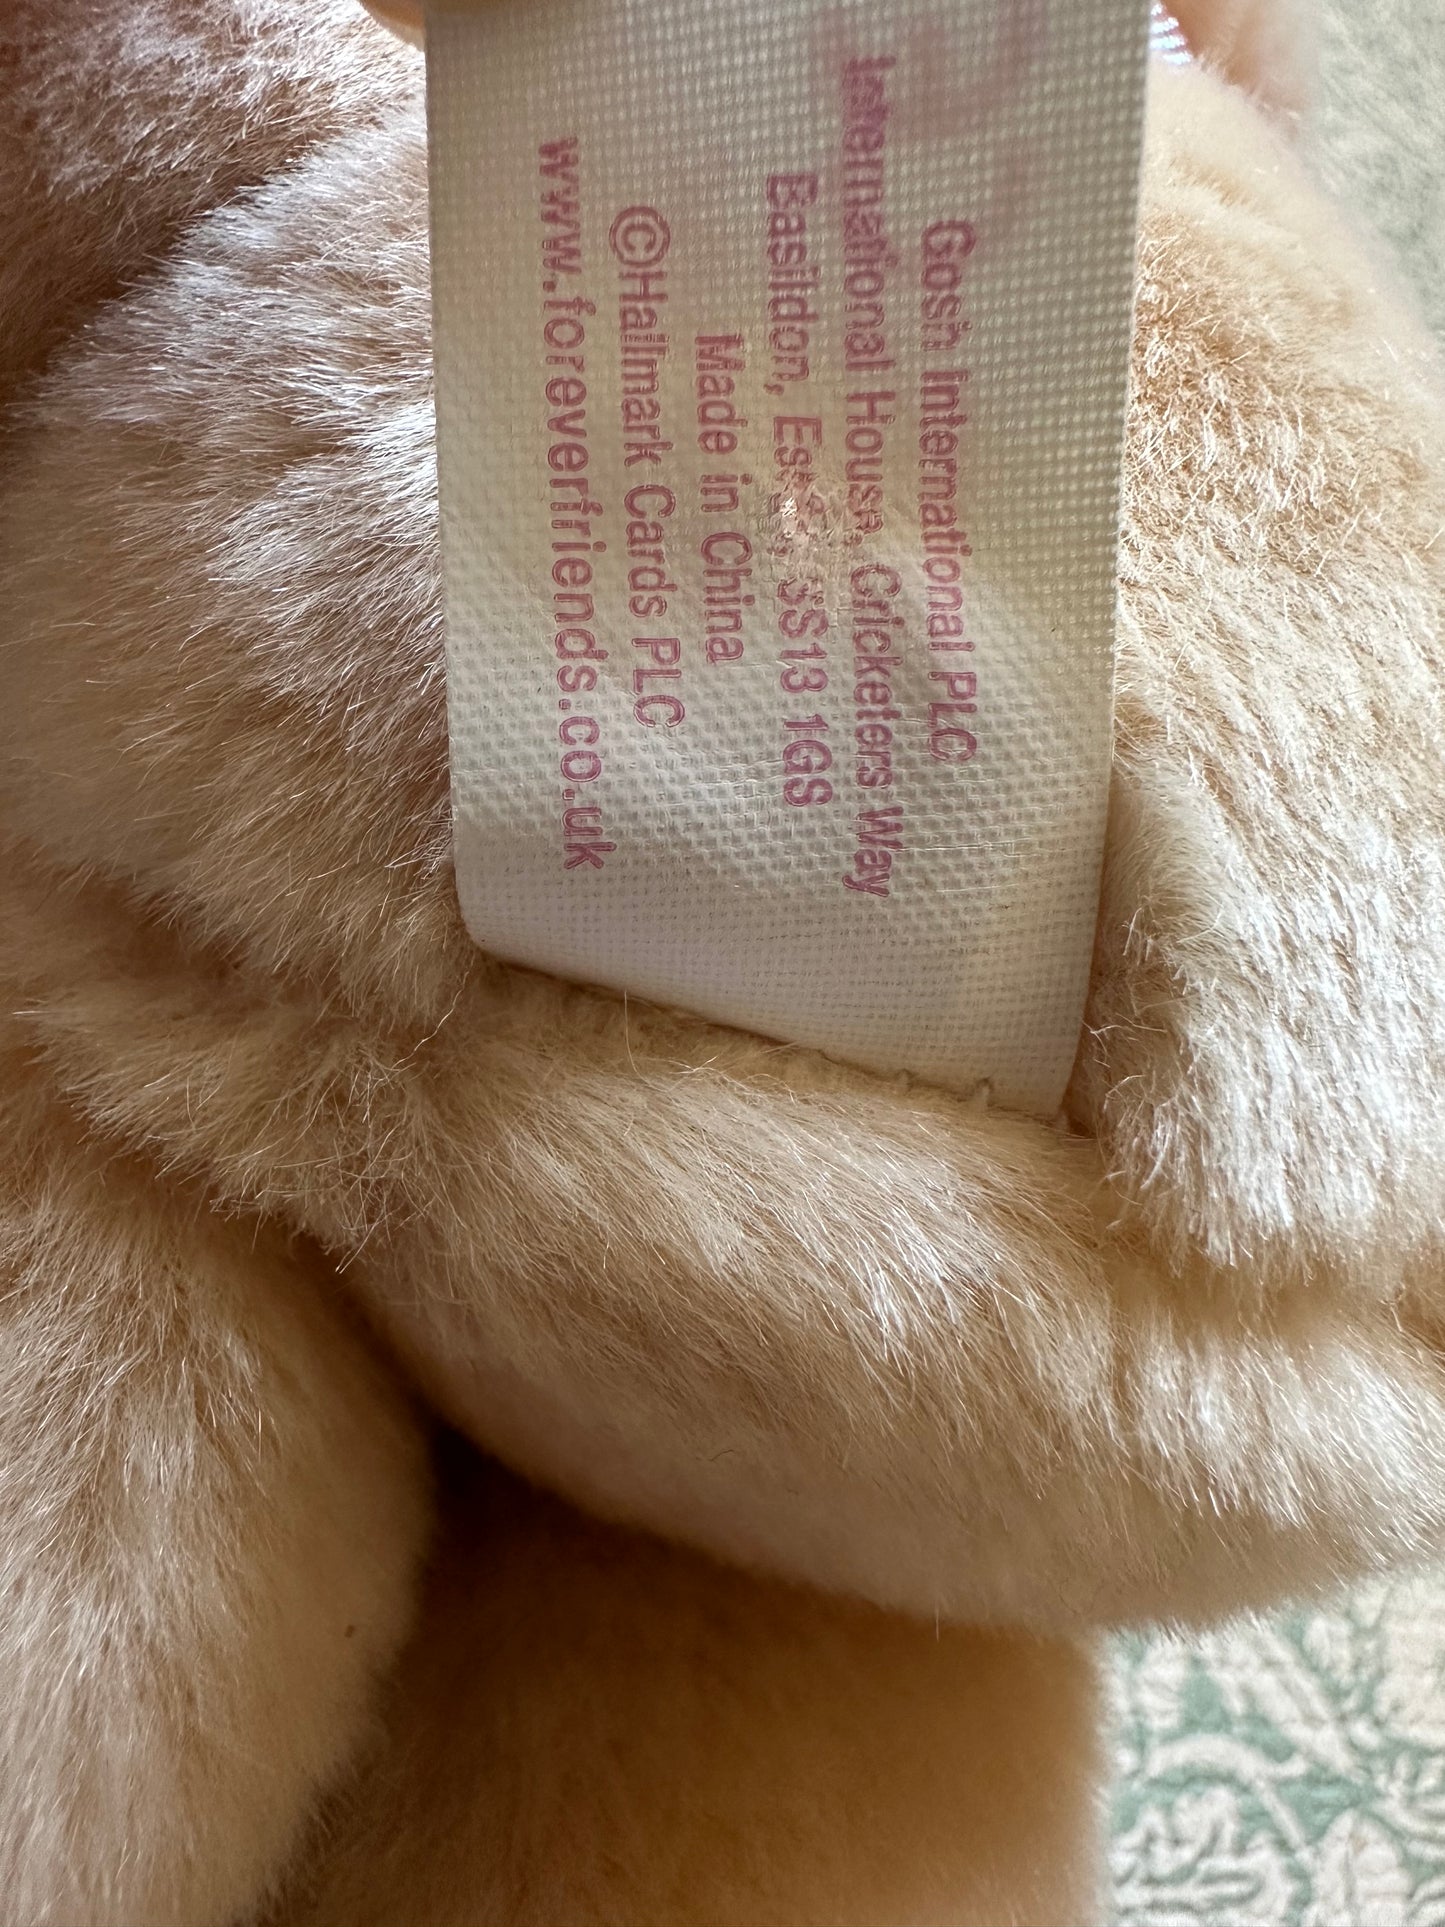 Gosh International PLC
International House, Cricketers Way
Basildon, Essex, SS13 1GS
Made in China
©Hallmark Cards PLC
www.foreverfriends.co.uk